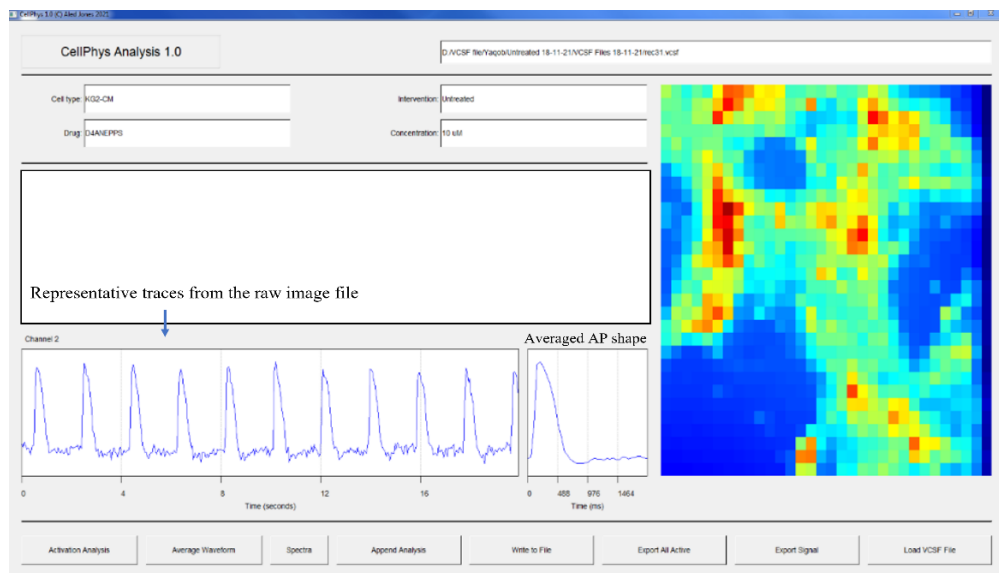 CellPhys 1.0 (C) Aled Jones 2021
CellPhys Analysis 1.0
D:/VCSF file/Yaqob/Untreated 18-11-21/VCSF Files 18-11-21/rec31.vcsf
Cell type: KG2-CM
Intervention: Untreated
Drug: D4ANEPPS
Concentration: 10 uM
Representative traces from the raw image file
Channel 2
Averaged AP shape
0 4 8 12 16
0 488 976 1464
Time (seconds)
Time (ms)
Activation Analysis
Average Waveform
Spectra
Append Analysis
Write to File
Export All Active
Export Signal
Load VCSF File